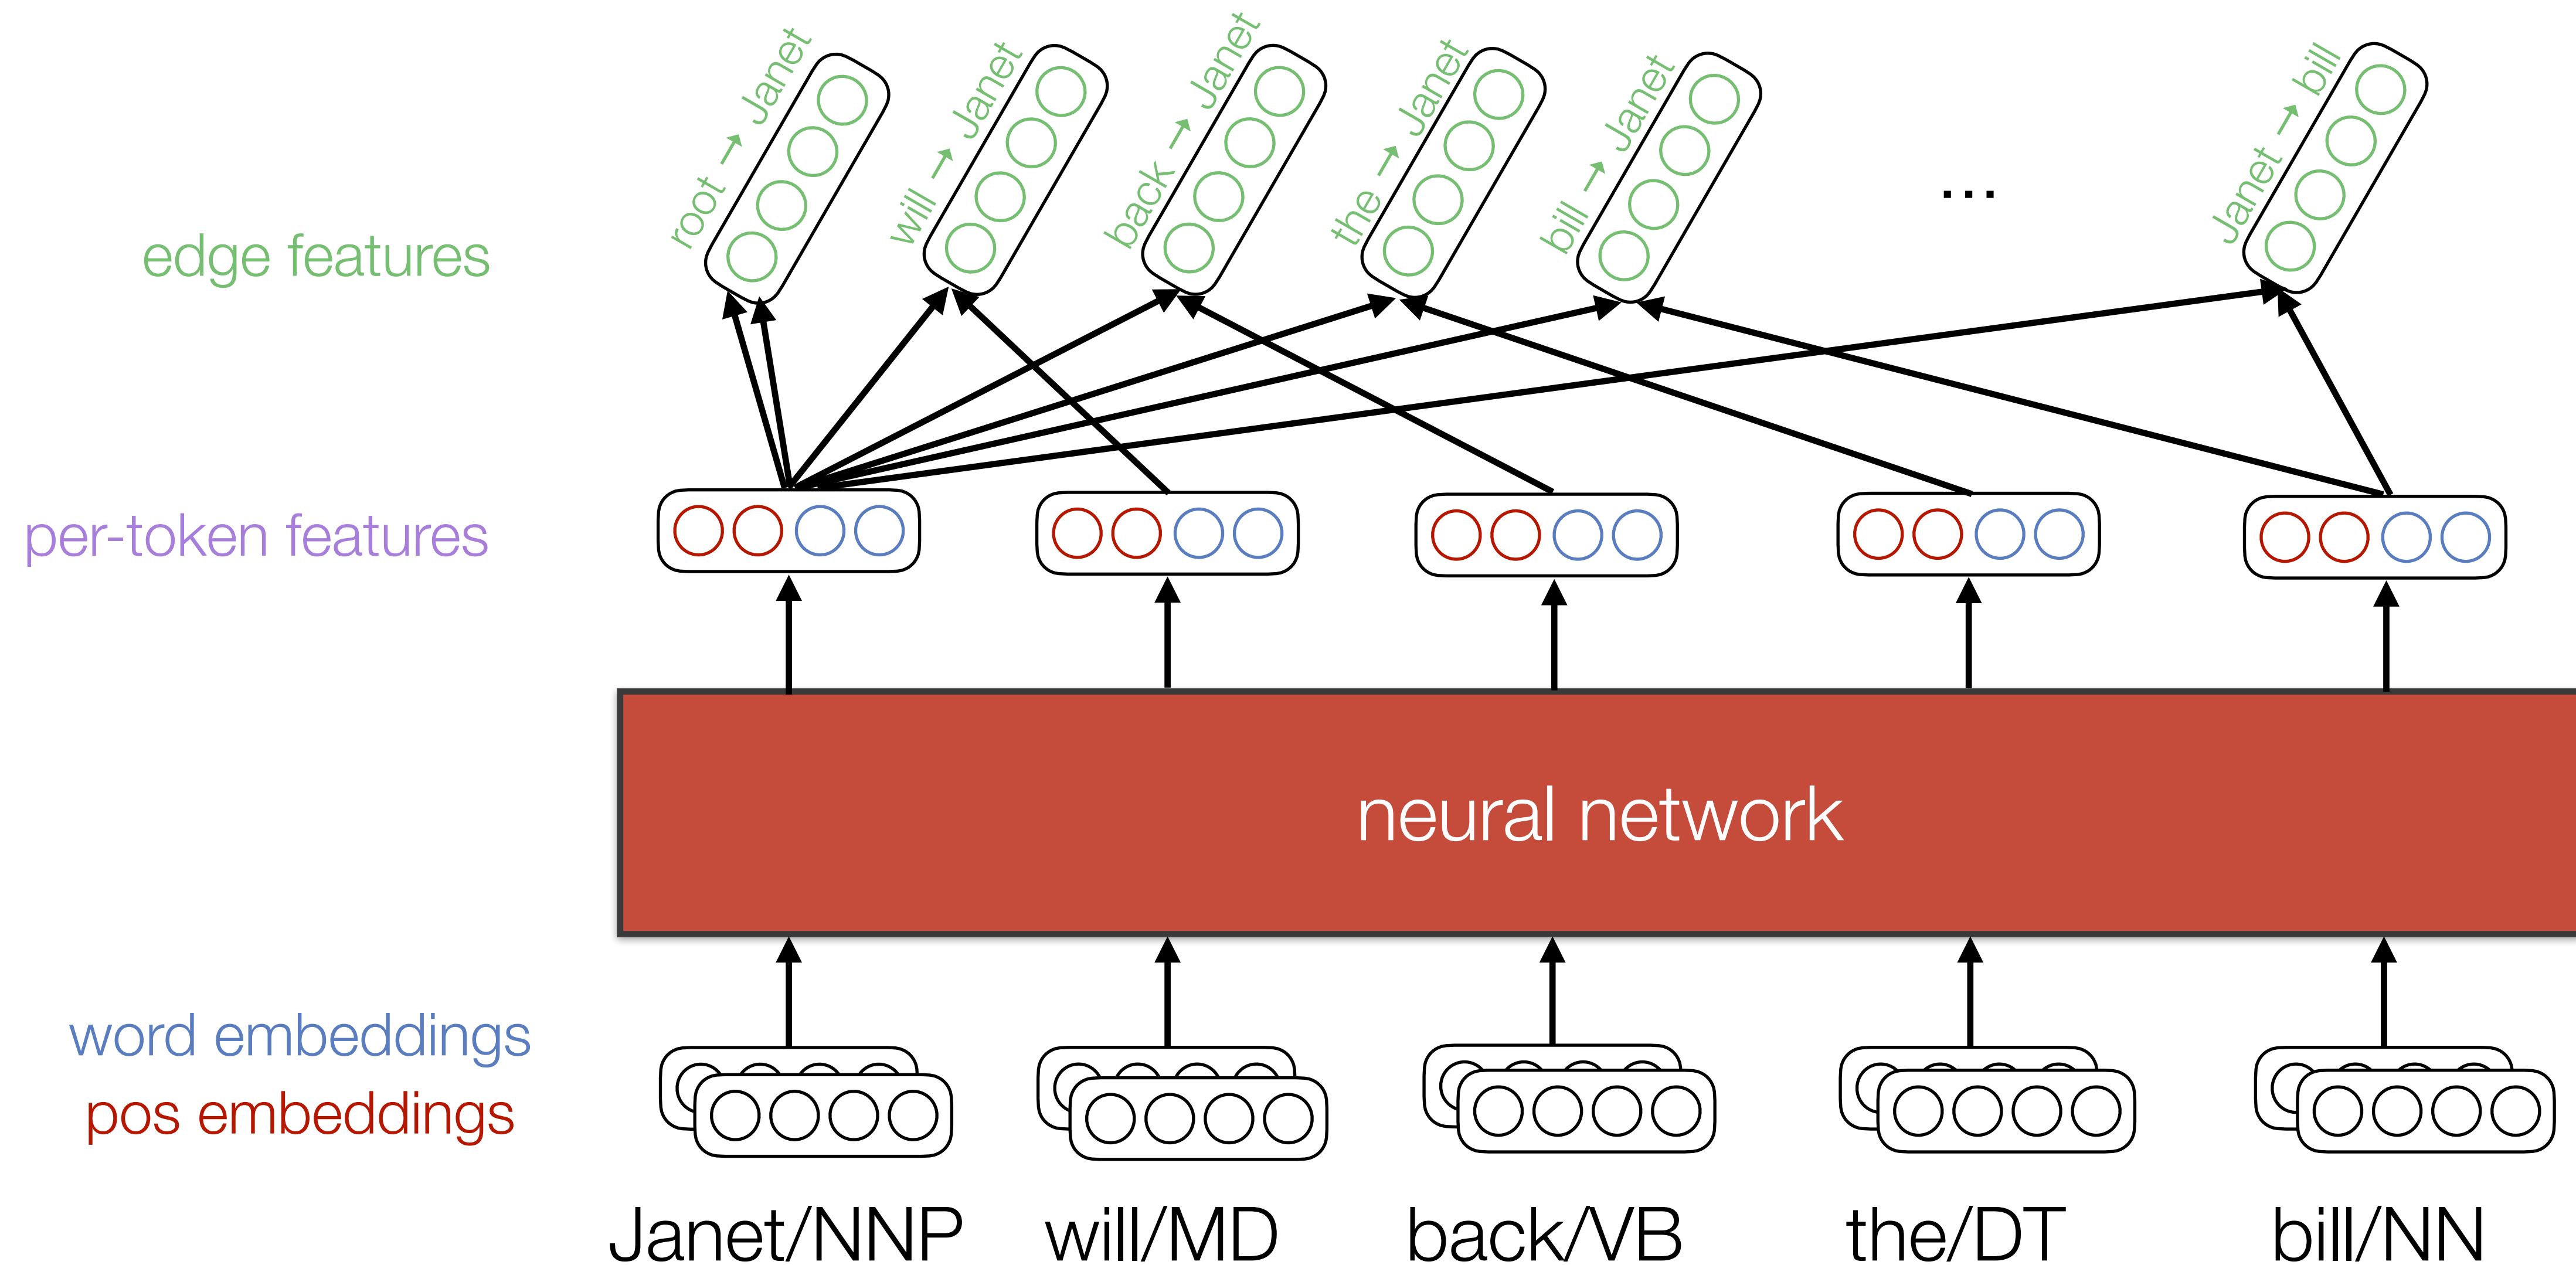 root → Janet
will → Janet
back → Janet
the → Janet
bill → Janet
...
Janet → bill
edge features
per-token features
neural network
word embeddings
pos embeddings
Janet/NNP
will/MD
back/VB
the/DT
bill/NN